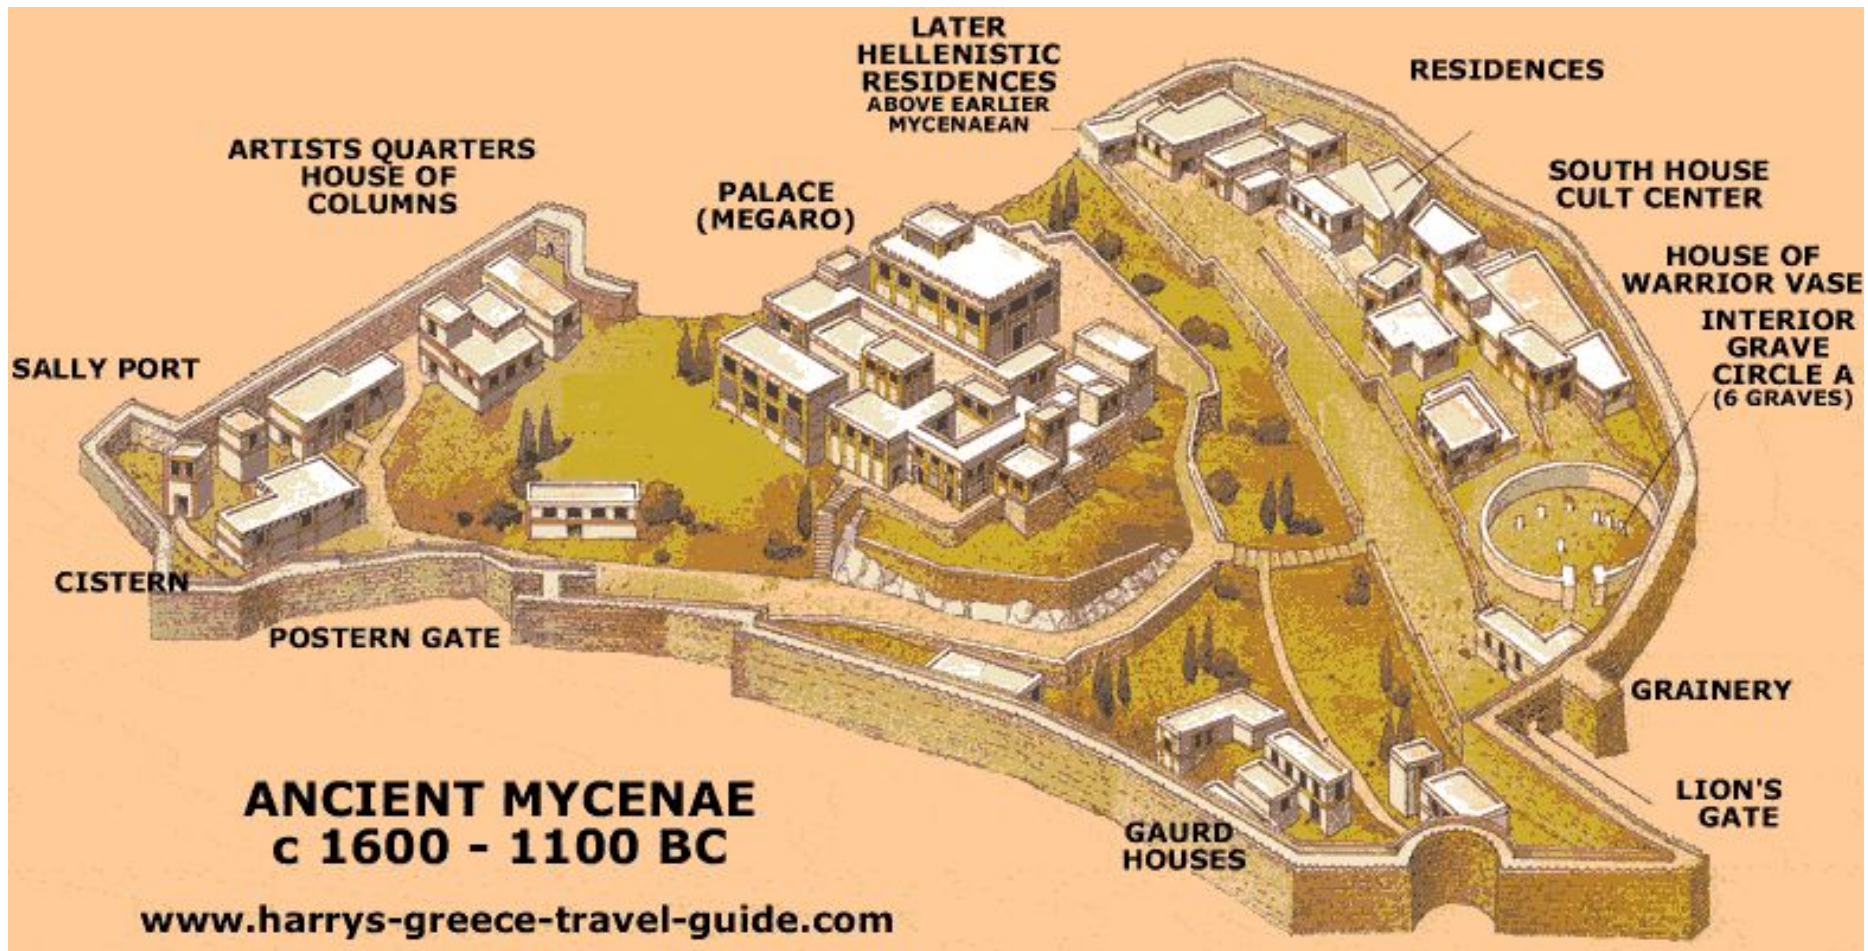 LATER
HELLENISTIC
RESIDENCES
ABOVE EARLIER
MYCENAEAN
RESIDENCES
ARTISTS QUARTERS
HOUSE OF
COLUMNS
PALACE
(MEGARO)
SOUTH HOUSE
CULT CENTER
HOUSE OF
WARRIOR VASE
INTERIOR
GRAVE
CIRCLE A
(6 GRAVES)
SALLY PORT
CISTERN
POSTERN GATE
GRAINERY
LION'S
GATE
GAURD
HOUSES
ANCIENT MYCENAE
c 1600 - 1100 BC
www.harrys-greece-travel-guide.com